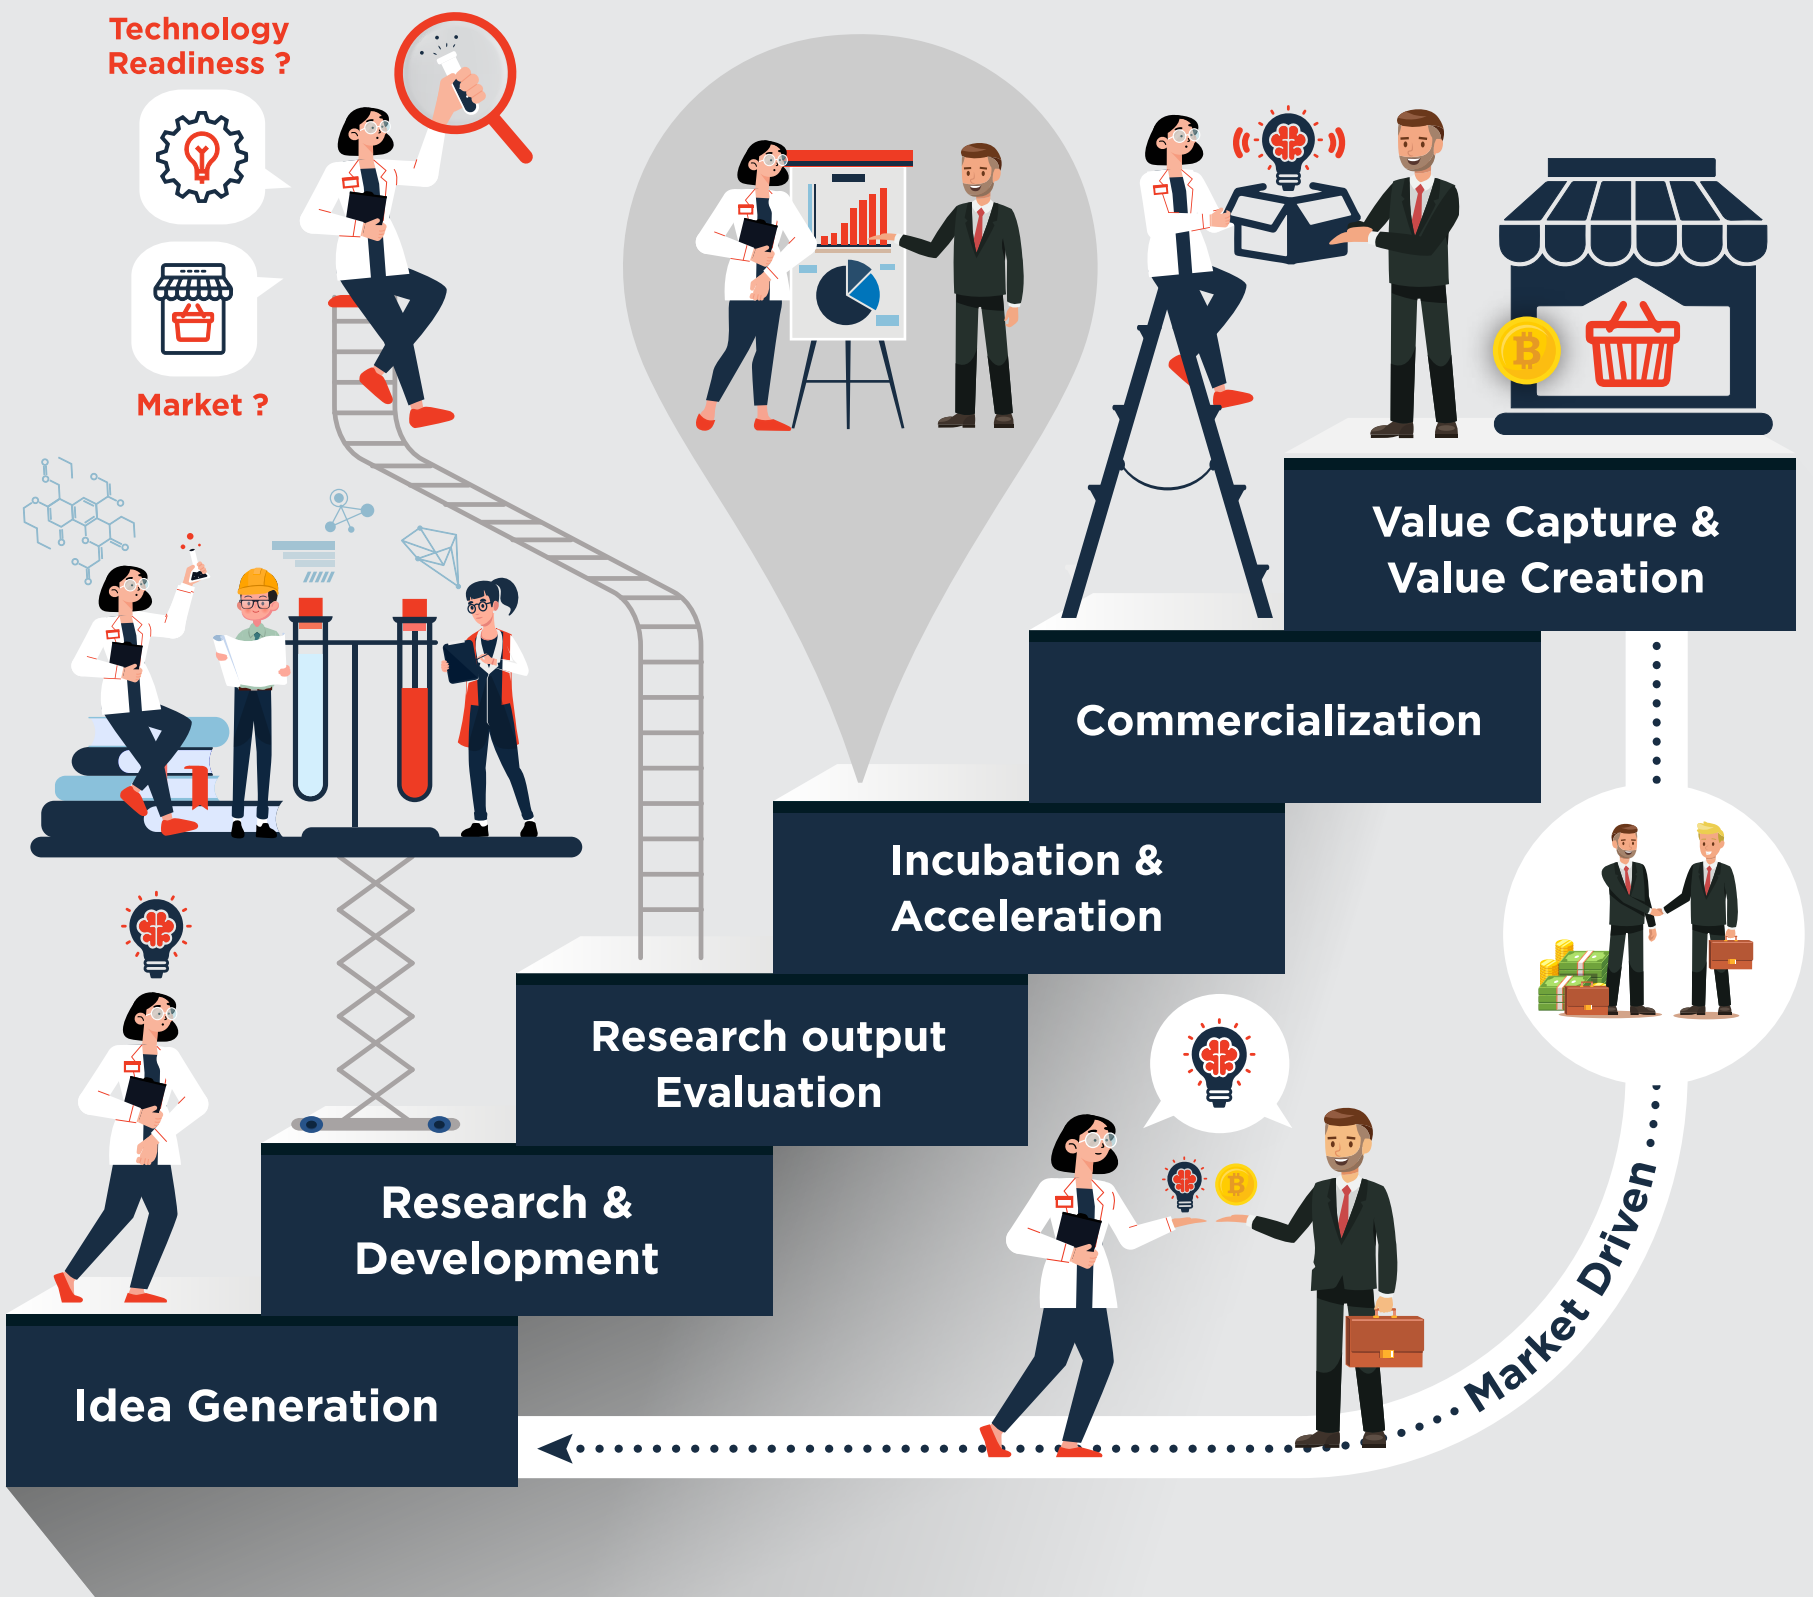 Technology
Readiness ?
Market ?
Value Capture &
Value Creation
Commercialization
Incubation &
Acceleration
Research output
Evaluation
Research &
Development
Idea Generation
Market Driven